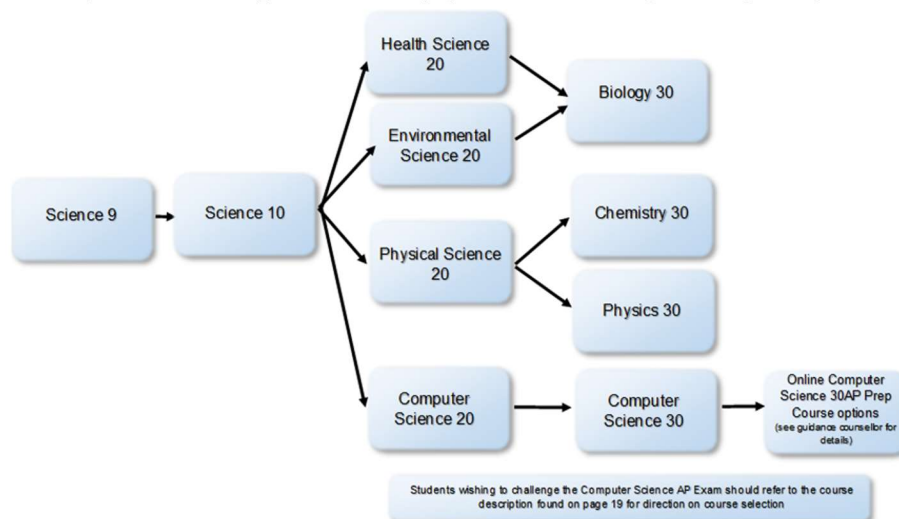 Health Science
20
Biology 30
Environmental
Science 20
Science 9
Science 10
Chemistry 30
Physical Science
20
Physics 30
Computer
Science 20
Computer
Science 30
Online Computer
Science 30AP Prep
Course options
(see guidance counsellor for
details)
Students wishing to challenge the Computer Science AP Exam should refer to the course
description found on page 19 for direction on course selection